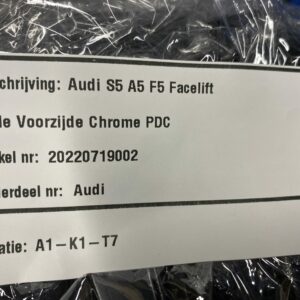 chrijving: Audi S5 A5 F5 Facelift
le Voorzijde Chrome PDC
kel nr: 20220719002
derdeel nr: Audi
atie: A1-K1-T7